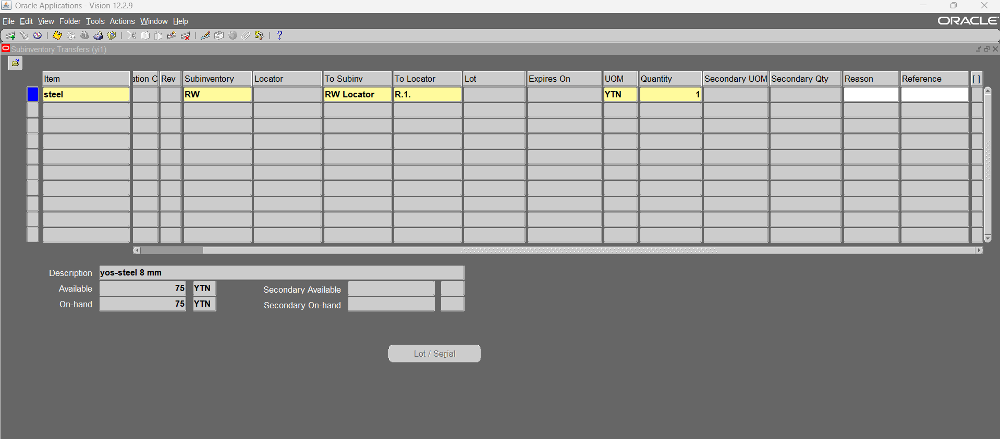 Oracle Applications - Vision 12.2.9
File Edit View Folder Tools Actions Window Help
ORACLE
Subinventory Transfers (yi1)
Item ation C Rev Subinventory Locator To Subinv To Locator Lot Expires On UOM Quantity Secondary UOM Secondary Qty Reason Reference [ ]
steel RW RW Locator R.1. YTN 1
Description yos-steel 8 mm
Available 75 YTN Secondary Available
On-hand 75 YTN Secondary On-hand
Lot / Serial